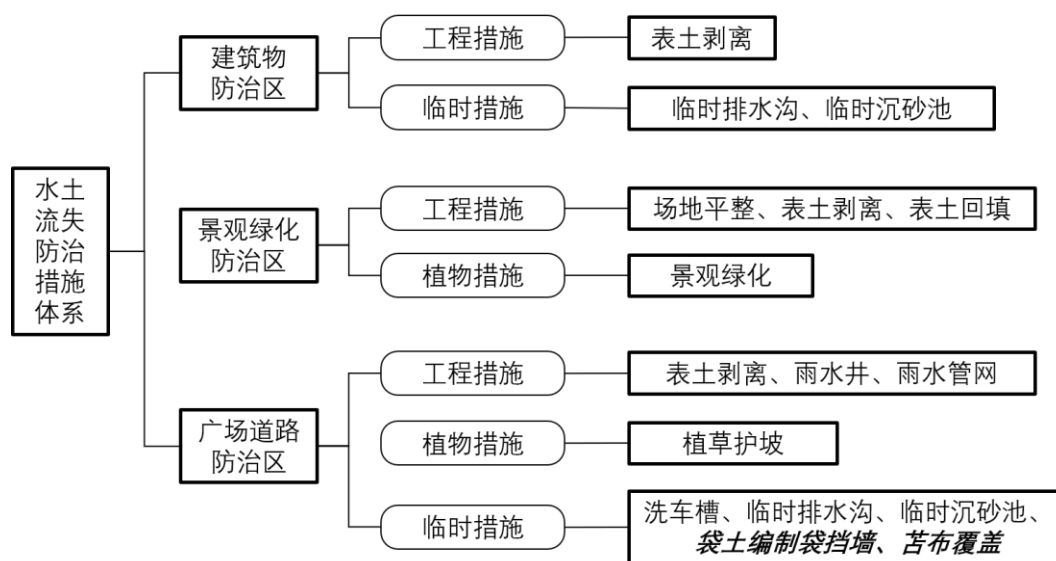 水土
流失
防治
措施
体系
建筑物
防治区
工程措施
表土剥离
临时措施
临时排水沟、临时沉砂池
景观绿化
防治区
工程措施
场地平整、表土剥离、表土回填
植物措施
景观绿化
广场道路
防治区
工程措施
表土剥离、雨水井、雨水管网
植物措施
植草护坡
临时措施
洗车槽、临时排水沟、临时沉砂池、
袋土编制袋挡墙、苫布覆盖